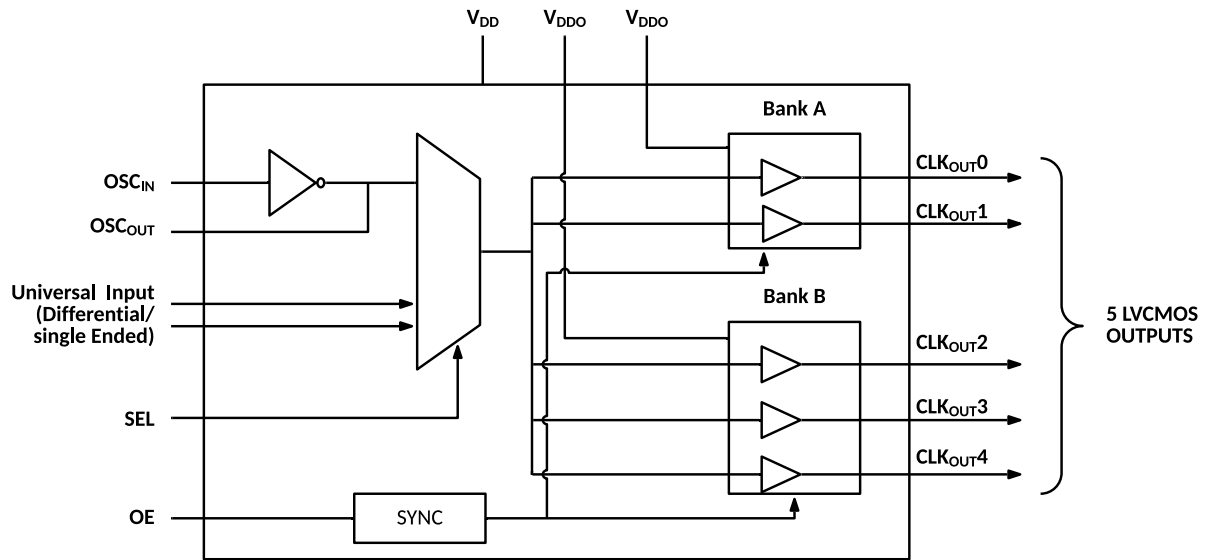 VDD
VDDO
VDDO
Bank A
OSCIN
OSCOUT
CLKOUT0
CLKOUT1
Universal Input
(Differential/
single Ended)
Bank B
5 LVCMOS
OUTPUTS
CLKOUT2
CLKOUT3
SEL
CLKOUT4
OE
SYNC